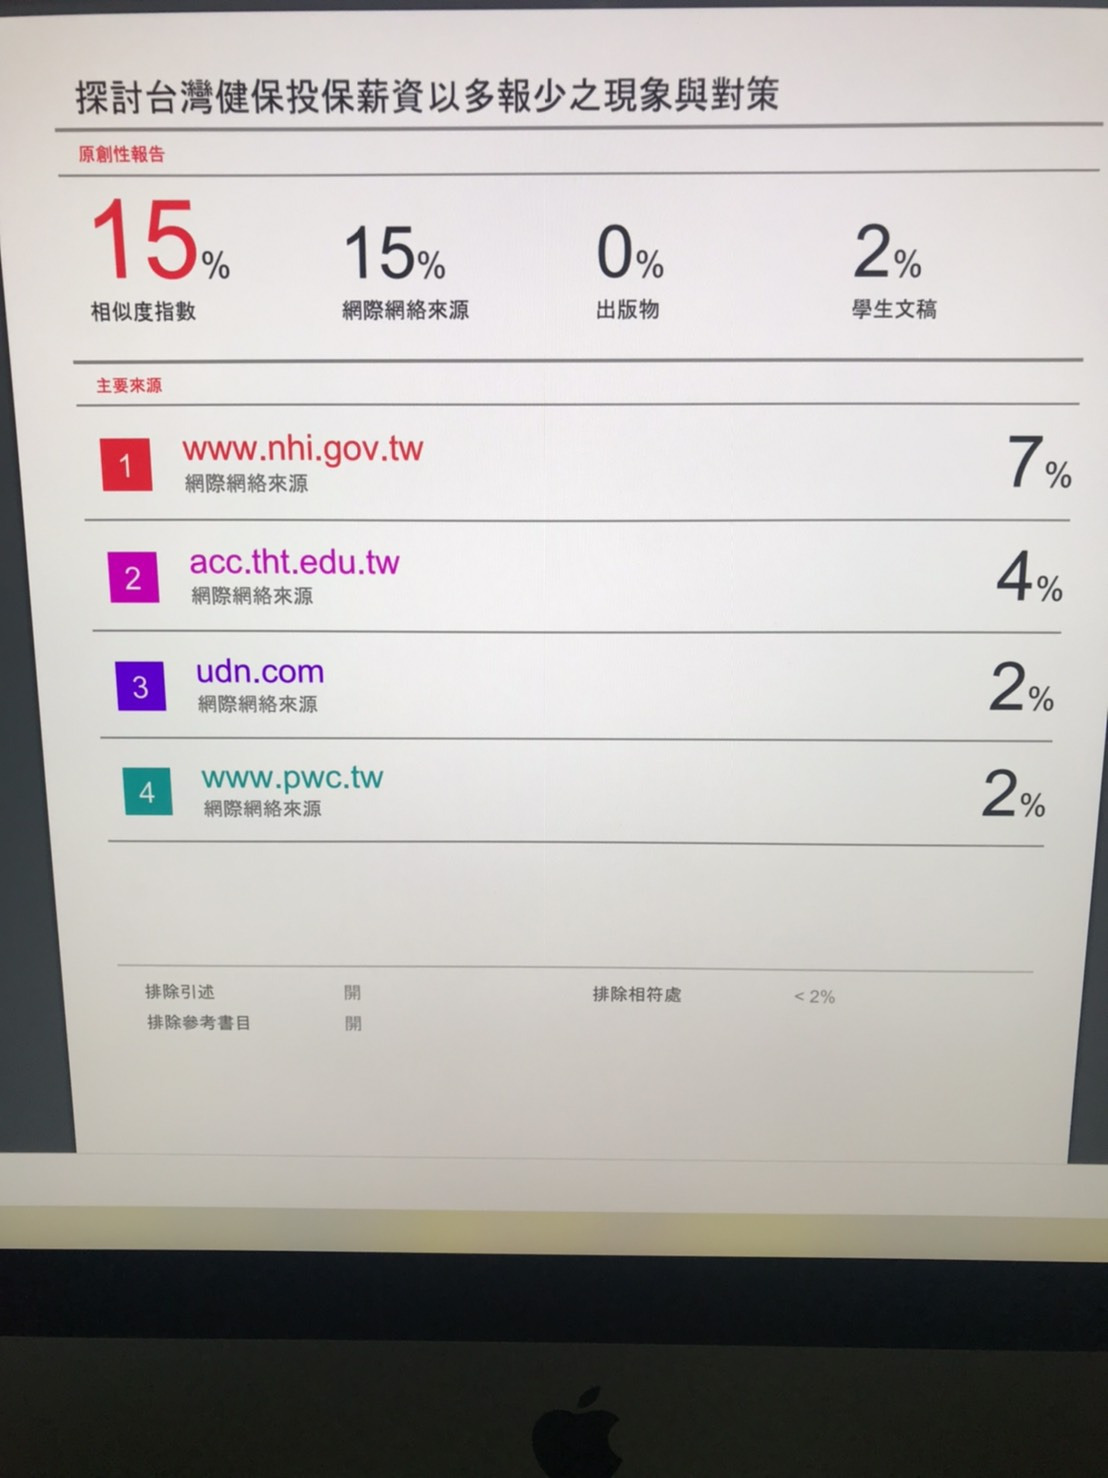 探討台灣健保投保薪資以多報少之現象與對策
原創性報告
15%
15%
0%
2%
相似度指數
網際網絡來源
出版物
學生文稿
主要來源
1
www.nhi.gov.tw
網際網絡來源
7%
2
acc.tht.edu.tw
網際網絡來源
4%
3
udn.com
網際網絡來源
2%
4
www.pwc.tw
網際網絡來源
2%
排除引述 開 排除相符處 < 2%
排除參考書目 開